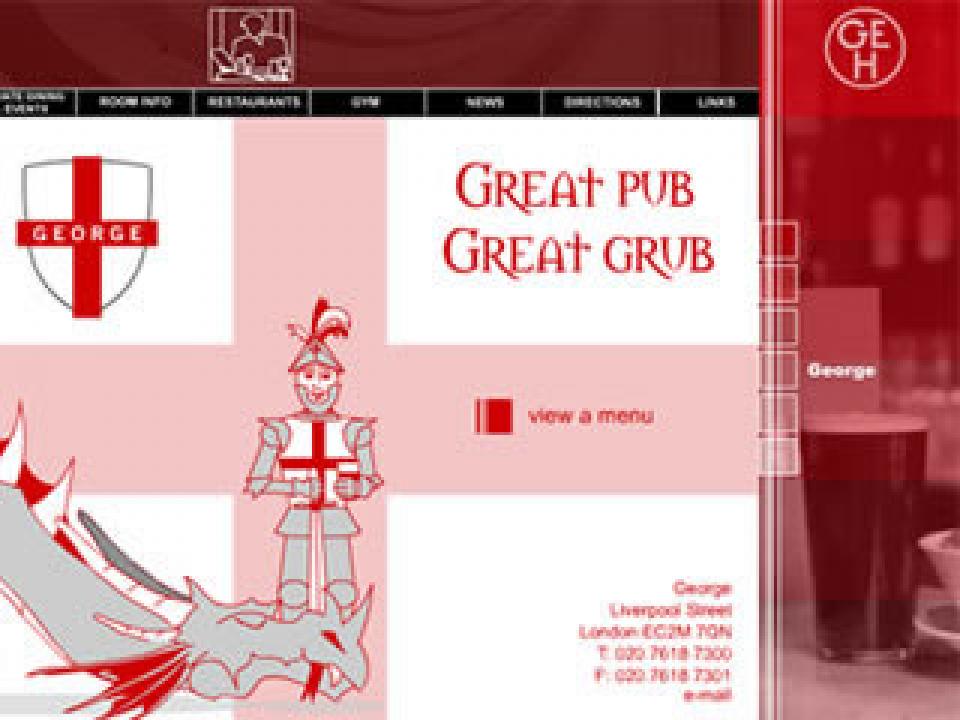 GE
H
ATE DINING
EVENTS
ROOM INFO
RESTAURANTS
GYM
NEWS
DIRECTIONS
LINKS
GEORGE
GREAT PUB
GREAT GRUB
view a menu
George
George
Liverpool Street
London EC2M 7QN
T: 020 7618 7300
F: 020 7618 7301
e-mail